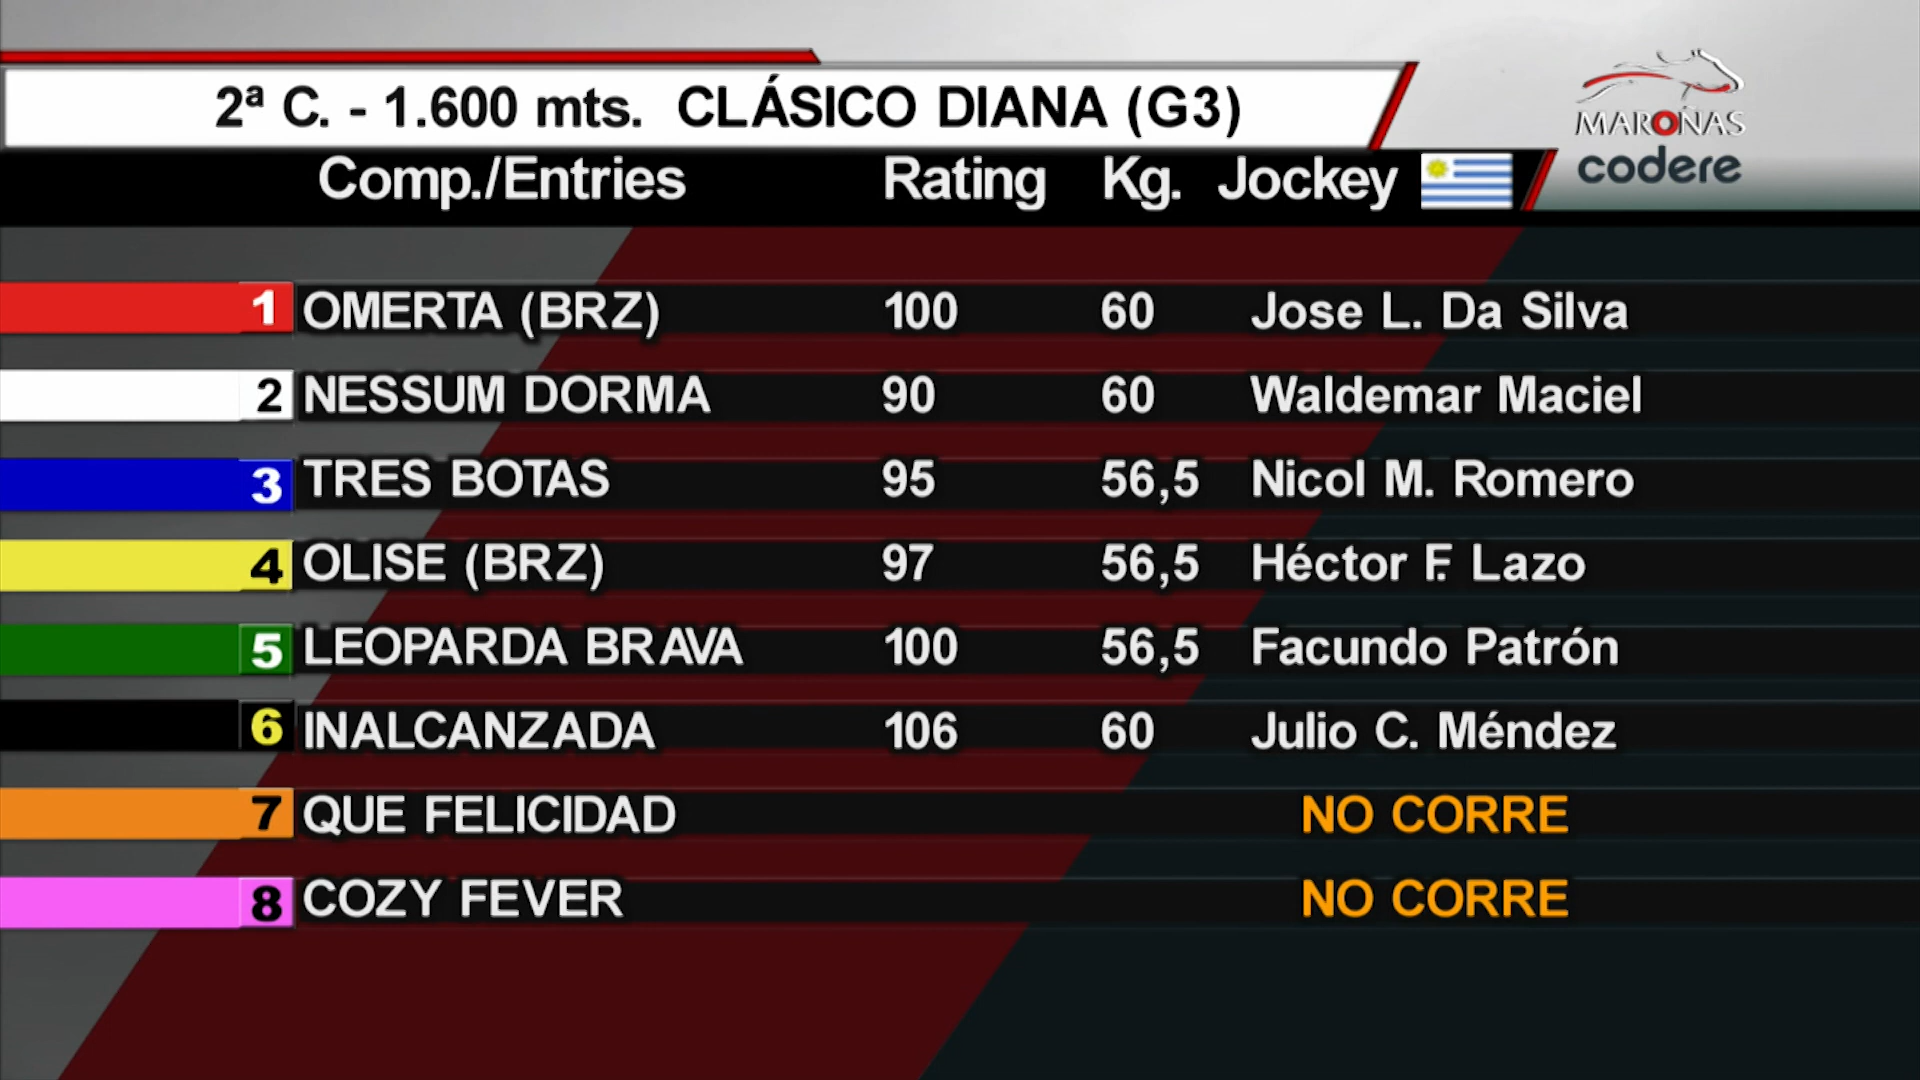 2ª C. - 1.600 mts. CLÁSICO DIANA (G3)
MAROÑAS
codere
Comp./Entries Rating Kg. Jockey
1 OMERTA (BRZ) 100 60 Jose L. Da Silva
2 NESSUM DORMA 90 60 Waldemar Maciel
3 TRES BOTAS 95 56,5 Nicol M. Romero
4 OLISE (BRZ) 97 56,5 Héctor F. Lazo
5 LEOPARDA BRAVA 100 56,5 Facundo Patrón
6 INALCANZADA 106 60 Julio C. Méndez
7 QUE FELICIDAD NO CORRE
8 COZY FEVER NO CORRE